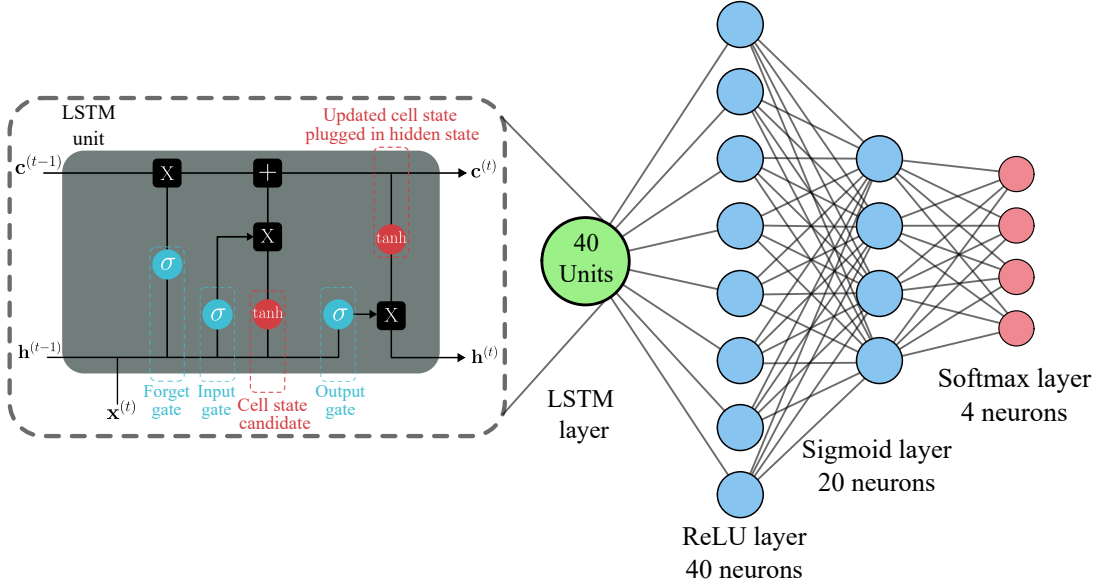 LSTM
unit
Updated cell state
plugged in hidden state
c^(t−1)
X
+
c^(t)
X
tanh
σ
σ
tanh
σ
X
h^(t−1)
h^(t)
x^(t)
Forget
gate
Input
gate
Cell state
candidate
Output
gate
40
Units
LSTM
layer
ReLU layer
40 neurons
Sigmoid layer
20 neurons
Softmax layer
4 neurons